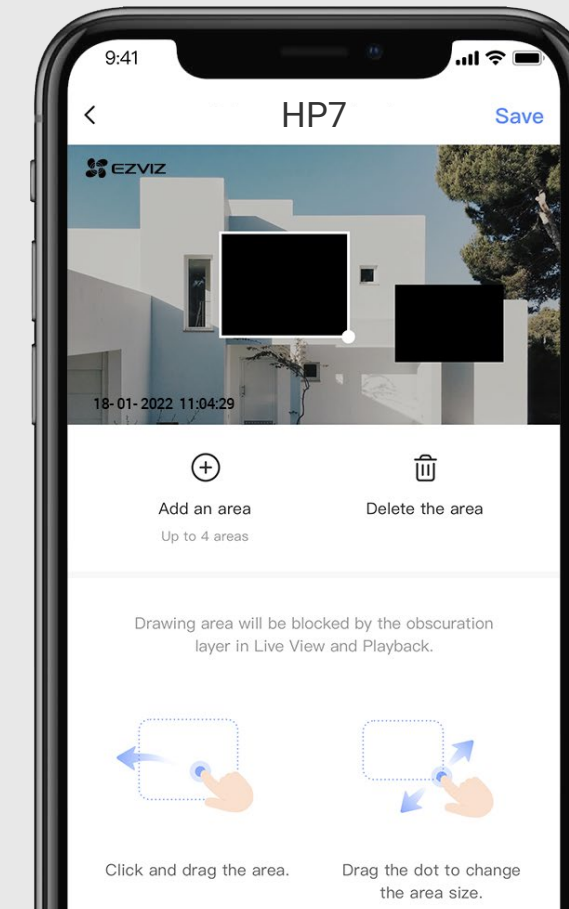 9:41
HP7
Save
EZVIZ
18-01-2022 11:04:29
Add an area
Delete the area
Up to 4 areas
Drawing area will be blocked by the obscuration
layer in Live View and Playback.
Click and drag the area.
Drag the dot to change
the area size.